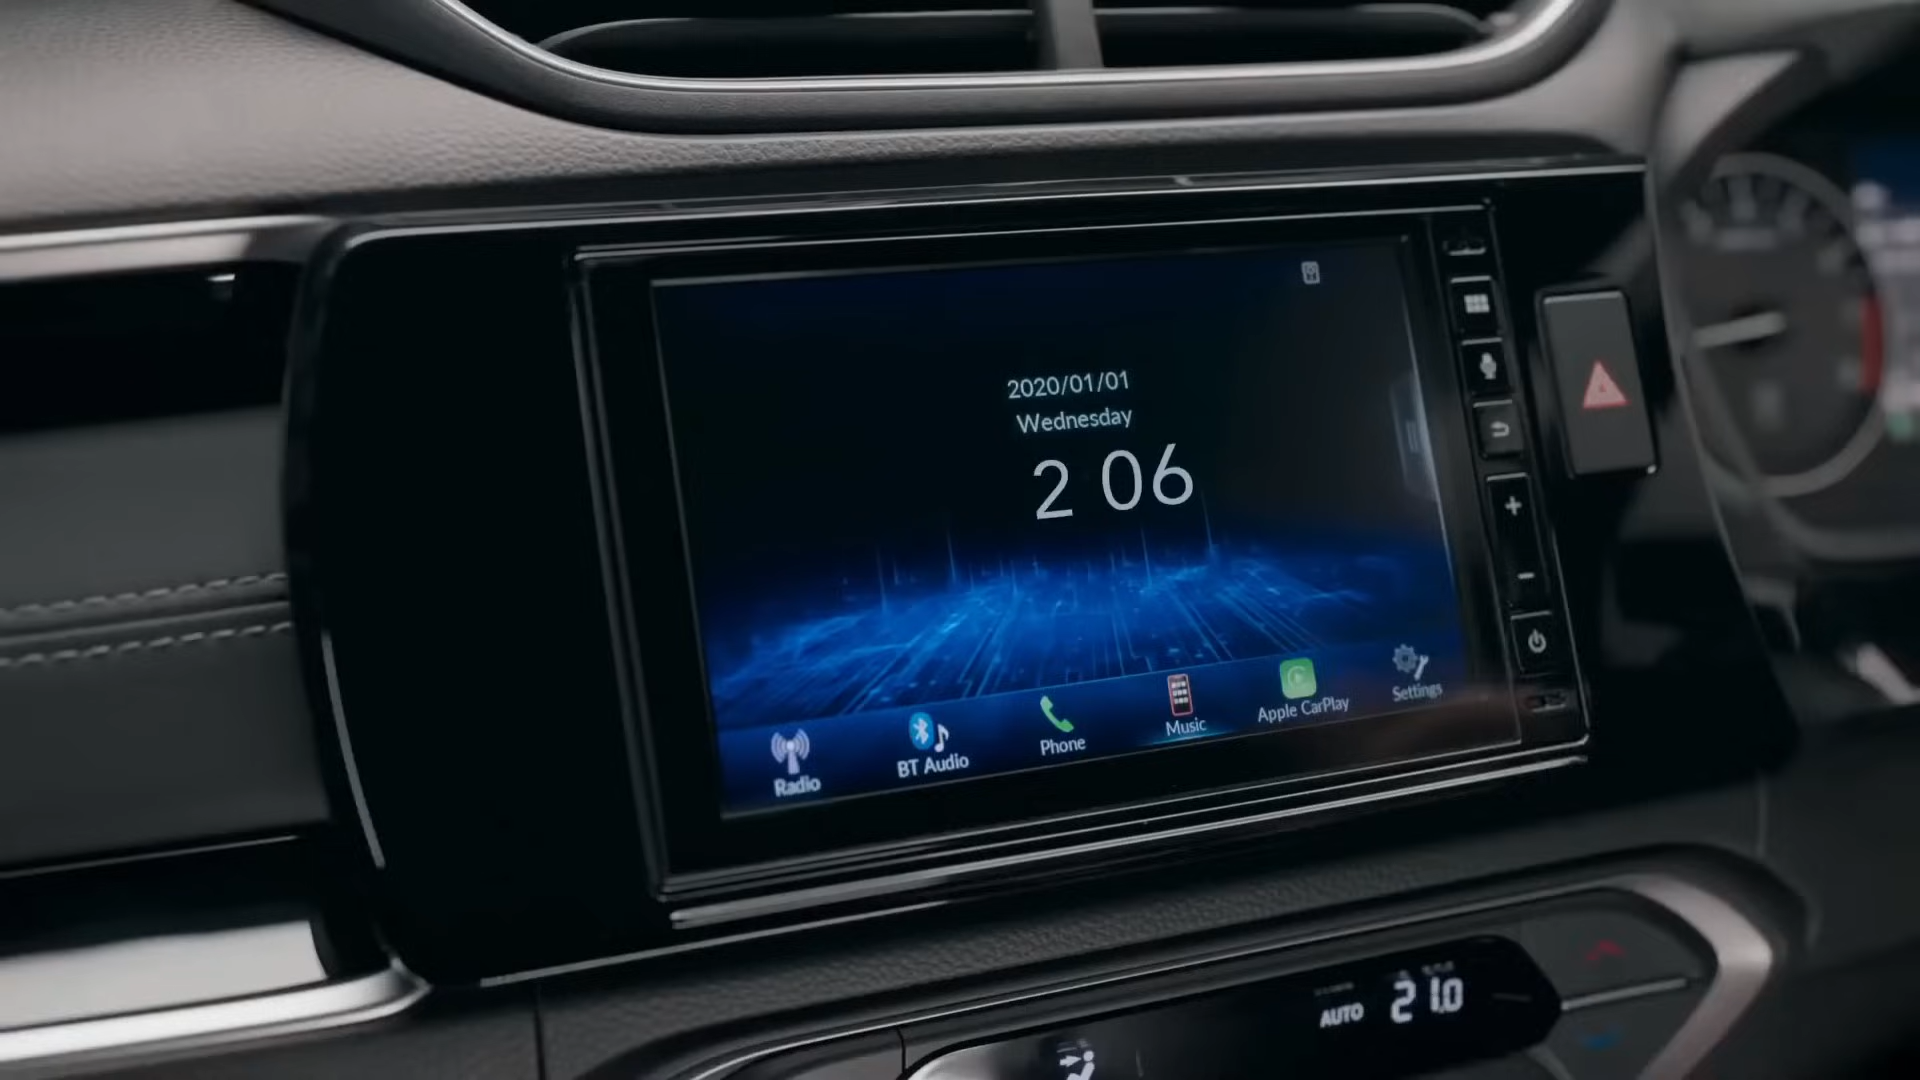 2020/01/01
Wednesday
2 06
Radio
BT Audio
Phone
Music
Apple CarPlay
Settings
AUTO
21.0